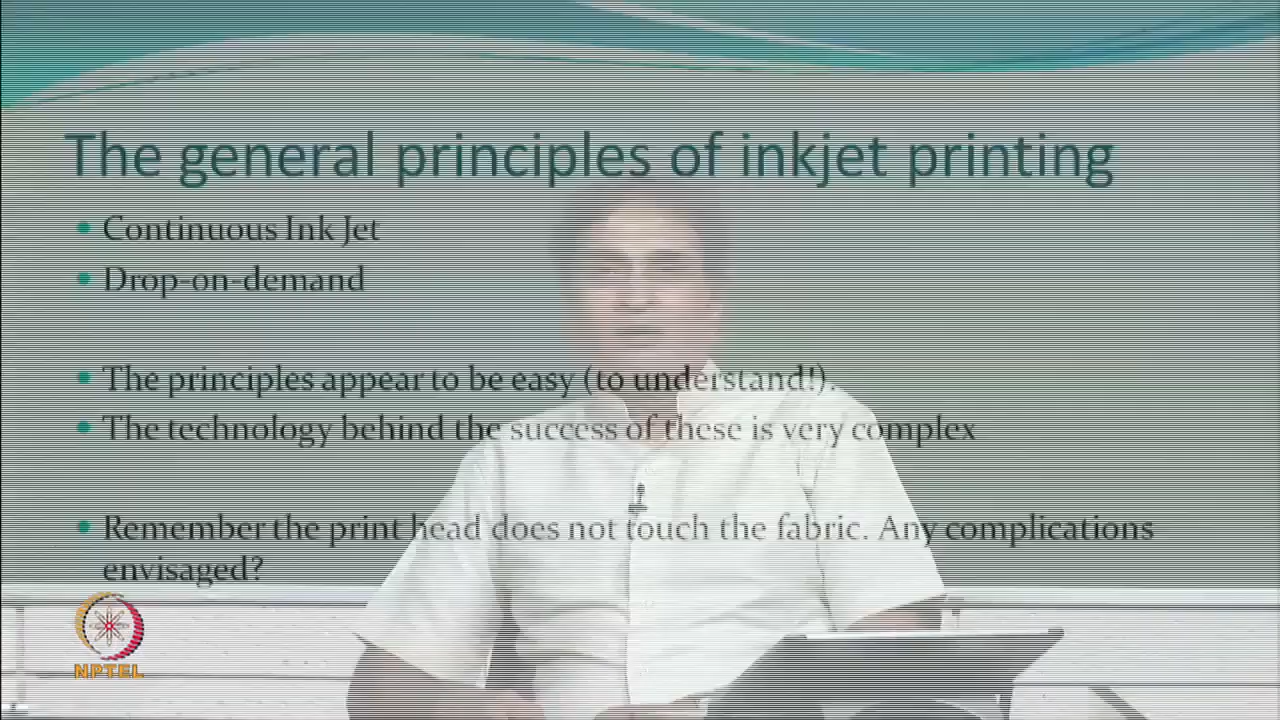 The general principles of inkjet printing
Continuous Ink Jet
Drop-on-demand
The principles appear to be easy (to understand!).
The technology behind the success of these is very complex
Remember the print head does not touch the fabric. Any complications
envisaged?
NPTEL